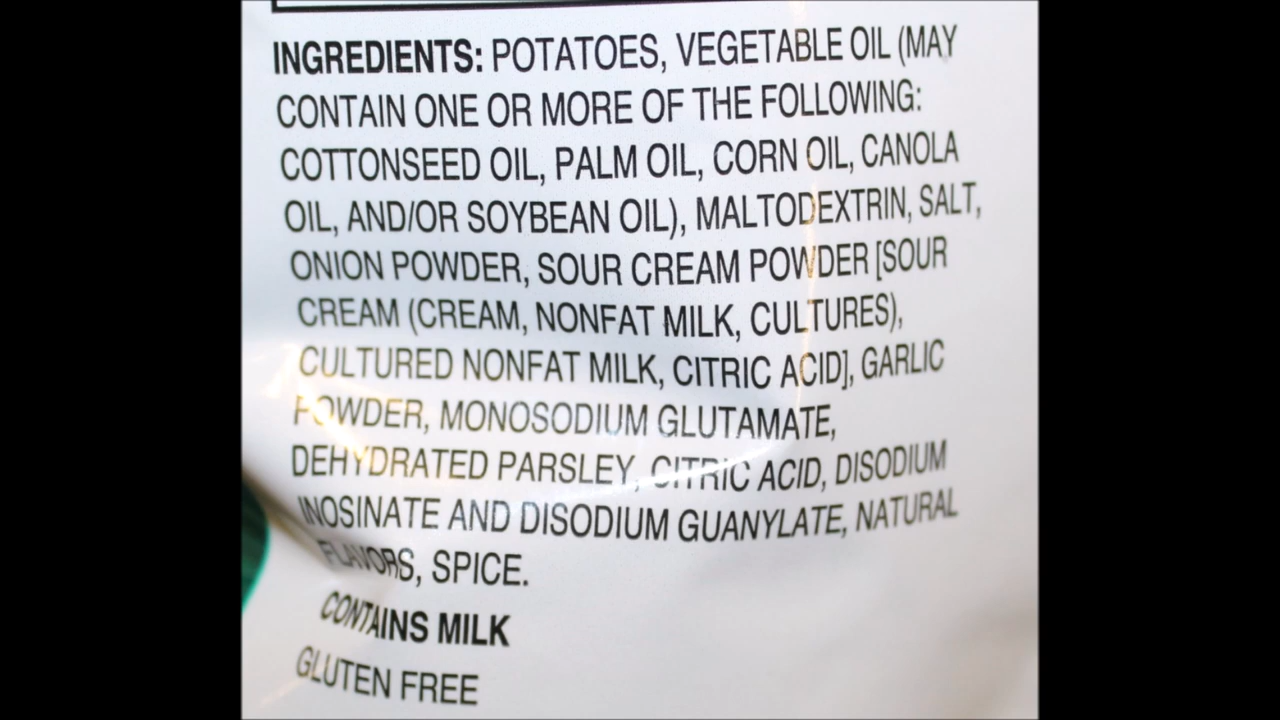 INGREDIENTS: POTATOES, VEGETABLE OIL (MAY
CONTAIN ONE OR MORE OF THE FOLLOWING:
COTTONSEED OIL, PALM OIL, CORN OIL, CANOLA
OIL, AND/OR SOYBEAN OIL), MALTODEXTRIN, SALT,
ONION POWDER, SOUR CREAM POWDER [SOUR
CREAM (CREAM, NONFAT MILK, CULTURES),
CULTURED NONFAT MILK, CITRIC ACID], GARLIC
POWDER, MONOSODIUM GLUTAMATE,
DEHYDRATED PARSLEY, CITRIC ACID, DISODIUM
INOSINATE AND DISODIUM GUANYLATE, NATURAL
FLAVORS, SPICE.
CONTAINS MILK
GLUTEN FREE